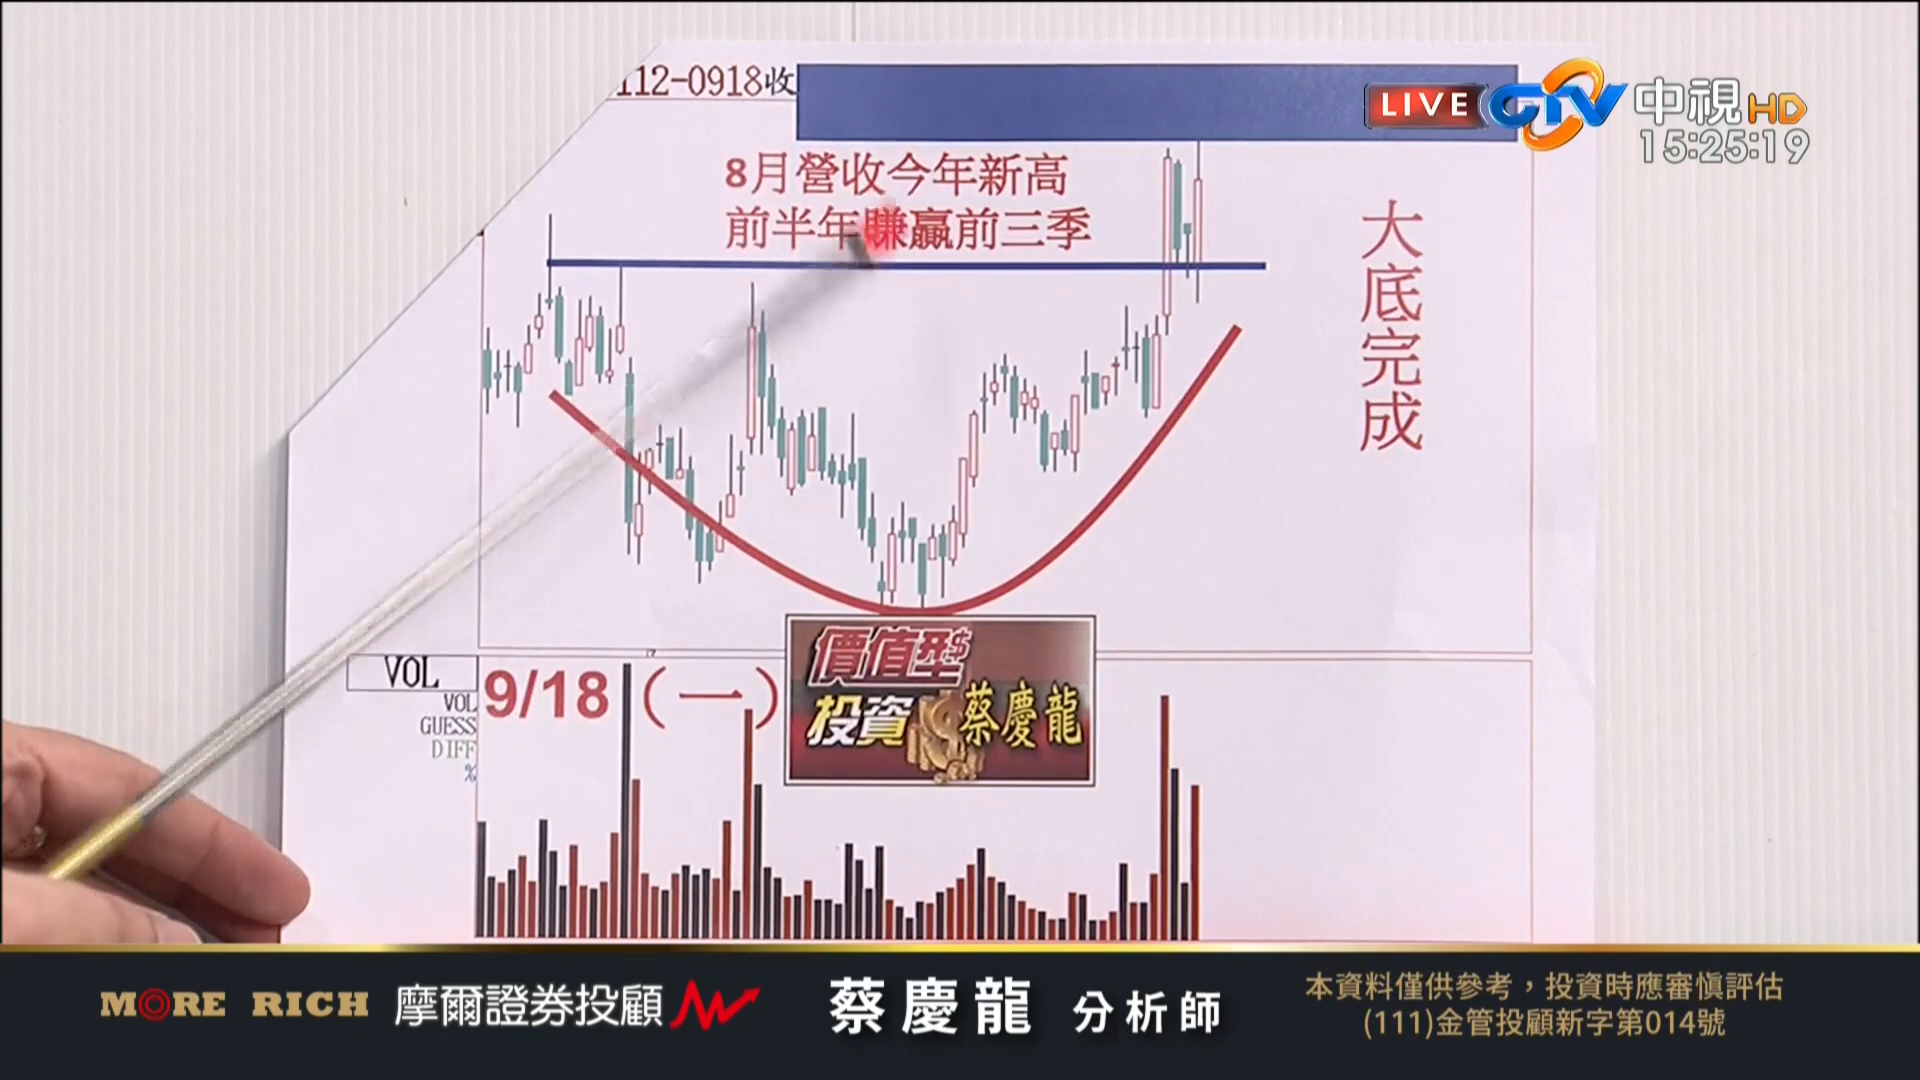 112-0918收
LIVE CTV 中視HD
15:25:19
8月營收今年新高
前半年賺贏前三季
大底完成
VOL
VOL
GUESS
DIFF
%
9/18（一）
價值型$
投資 蔡慶龍
MORE RICH 摩爾證券投顧 蔡慶龍 分析師
本資料僅供參考，投資時應審慎評估
(111)金管投顧新字第014號